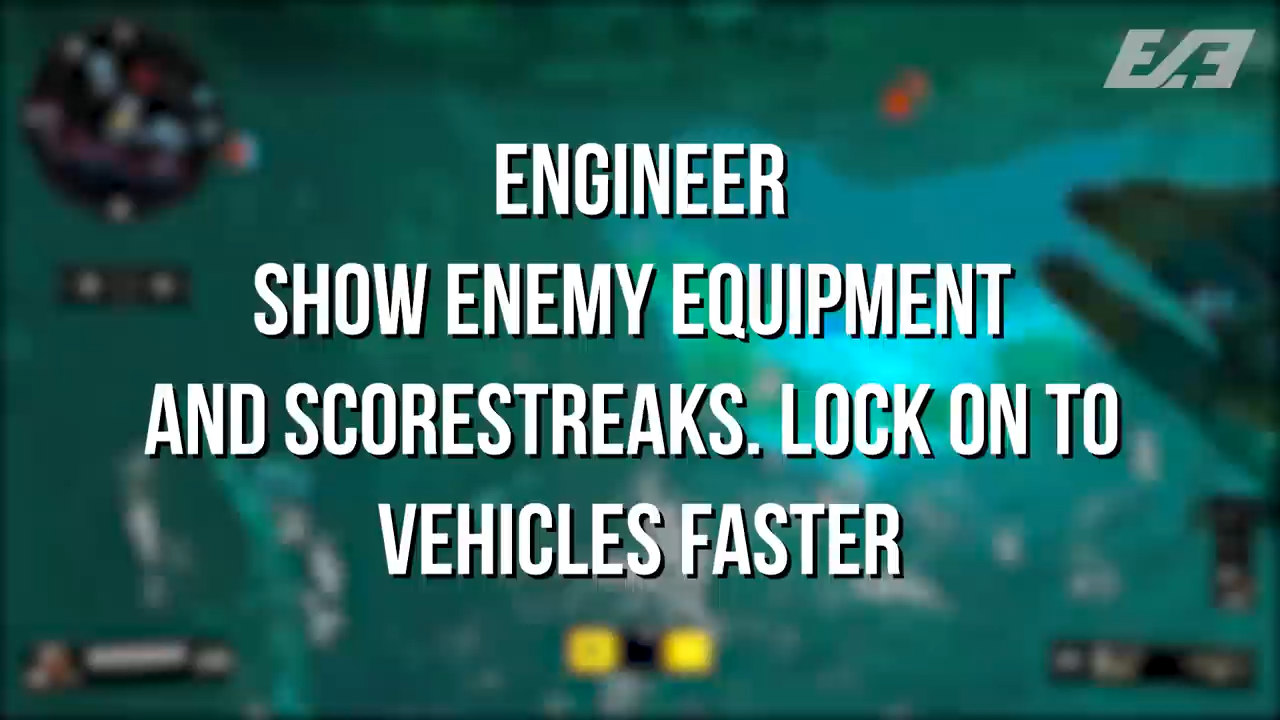 ENGINEER
SHOW ENEMY EQUIPMENT
AND SCORESTREAKS. LOCK ON TO
VEHICLES FASTER